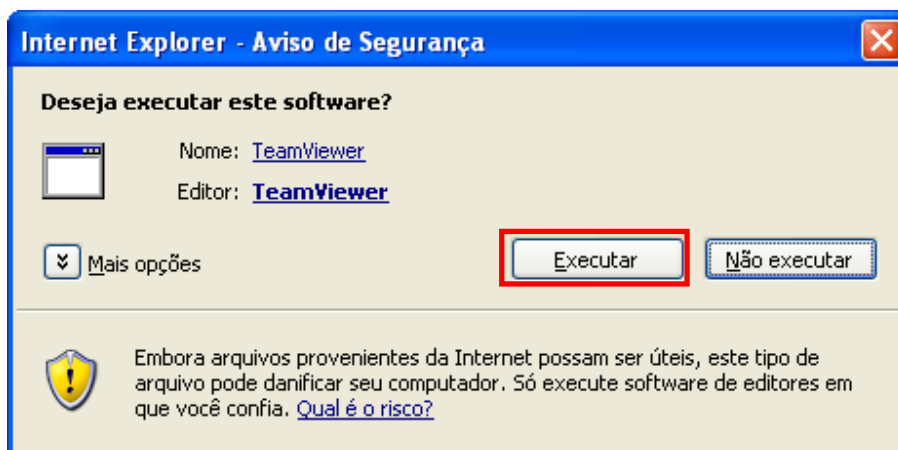 Internet Explorer - Aviso de Segurança
Deseja executar este software?
Nome: TeamViewer
Editor: TeamViewer
Mais opções
Executar
Não executar
Embora arquivos provenientes da Internet possam ser úteis, este tipo de
arquivo pode danificar seu computador. Só execute software de editores em
que você confia. Qual é o risco?